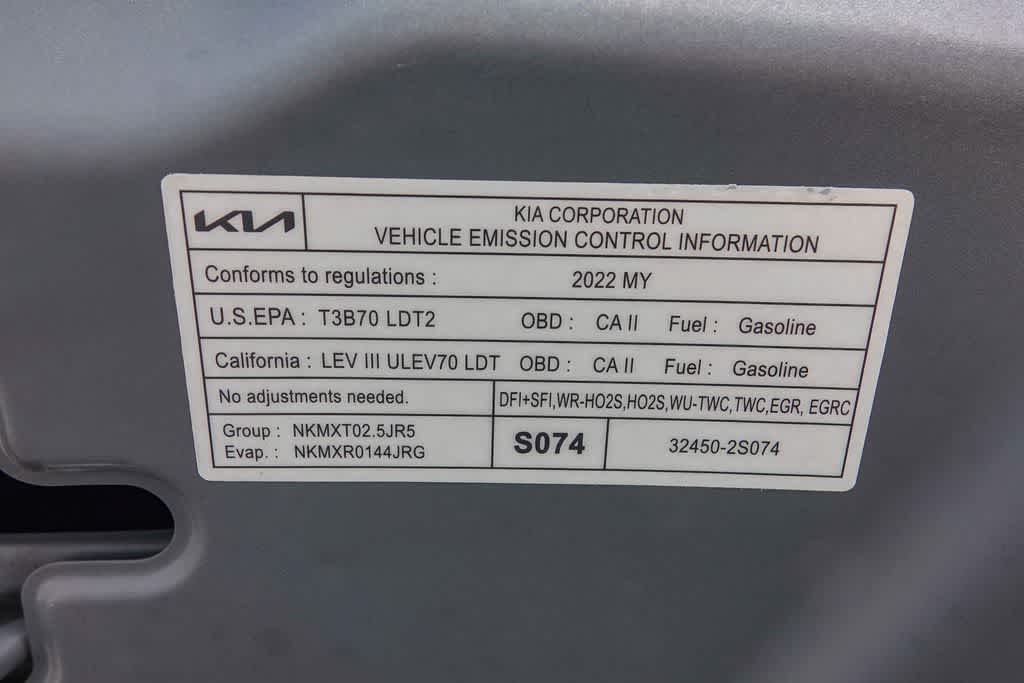 KIA
KIA CORPORATION
VEHICLE EMISSION CONTROL INFORMATION
Conforms to regulations : 2022 MY
U.S.EPA : T3B70 LDT2 OBD : CA II Fuel : Gasoline
California : LEV III ULEV70 LDT OBD : CA II Fuel : Gasoline
No adjustments needed. DFI+SFI,WR-HO2S,HO2S,WU-TWC,TWC,EGR, EGRC
Group : NKMXT02.5JR5
Evap. : NKMXR0144JRG
S074 32450-2S074